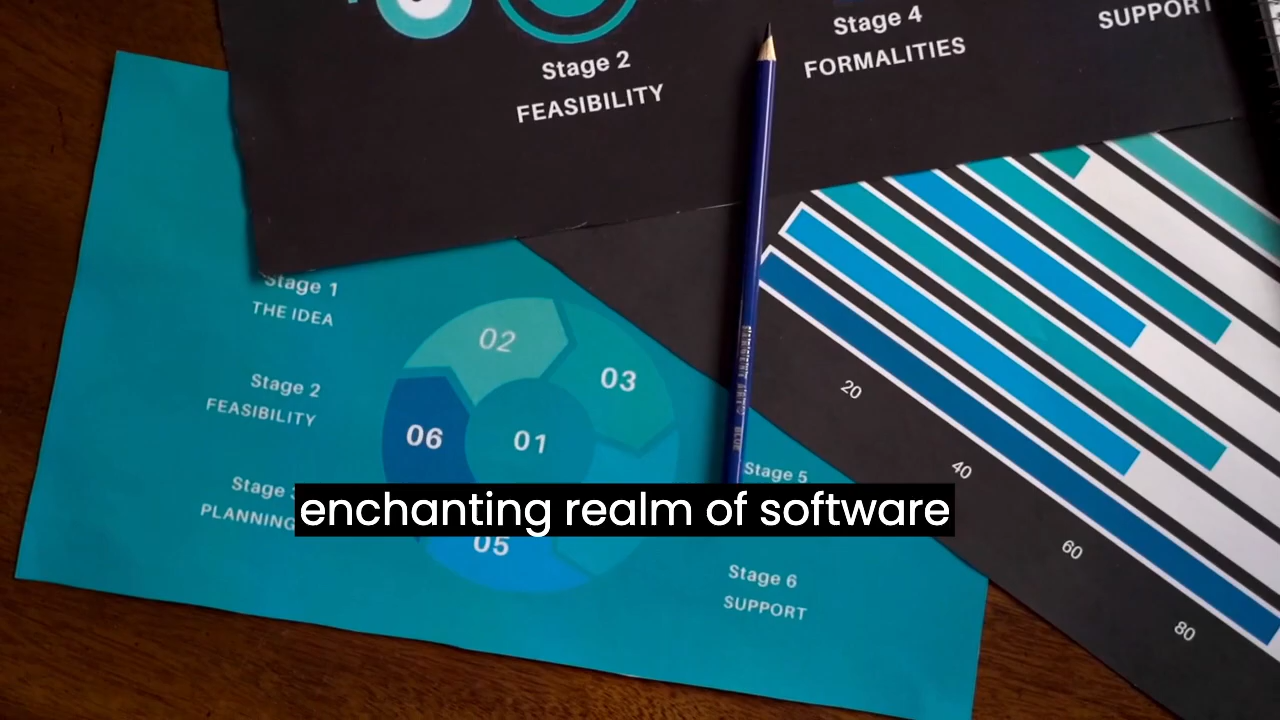 Stage 2
FEASIBILITY
Stage 4
FORMALITIES
SUPPORT
Stage 1
THE IDEA
Stage 2
FEASIBILITY
Stage
PLANNING
02
03
06
01
05
Stage 5
Stage 6
SUPPORT
20
40
60
80
enchanting realm of software